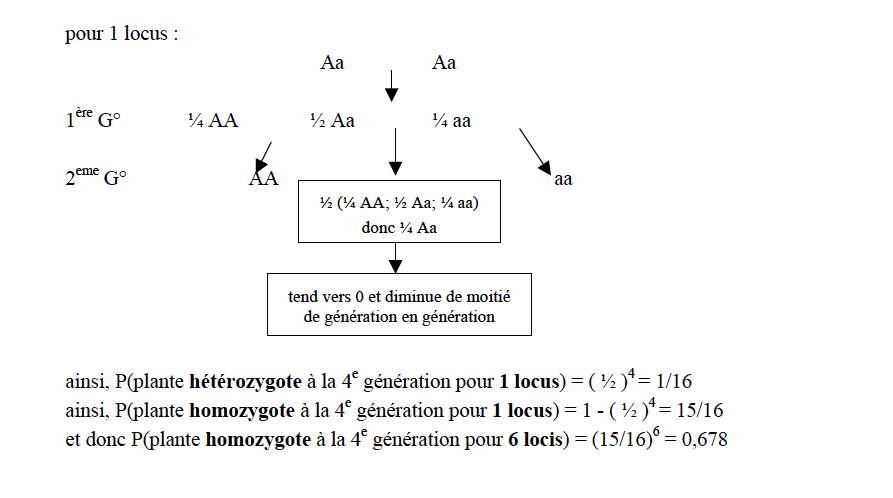 pour 1 locus :
Aa Aa
1ère G° ¼ AA ½ Aa ¼ aa
2eme G° AA aa
½ (¼ AA; ½ Aa; ¼ aa)
donc ¼ Aa
tend vers 0 et diminue de moitié
de génération en génération
ainsi, P(plante hétérozygote à la 4e génération pour 1 locus) = ( ½ )4 = 1/16
ainsi, P(plante homozygote à la 4e génération pour 1 locus) = 1 - ( ½ )4 = 15/16
et donc P(plante homozygote à la 4e génération pour 6 locis) = (15/16)6 = 0,678